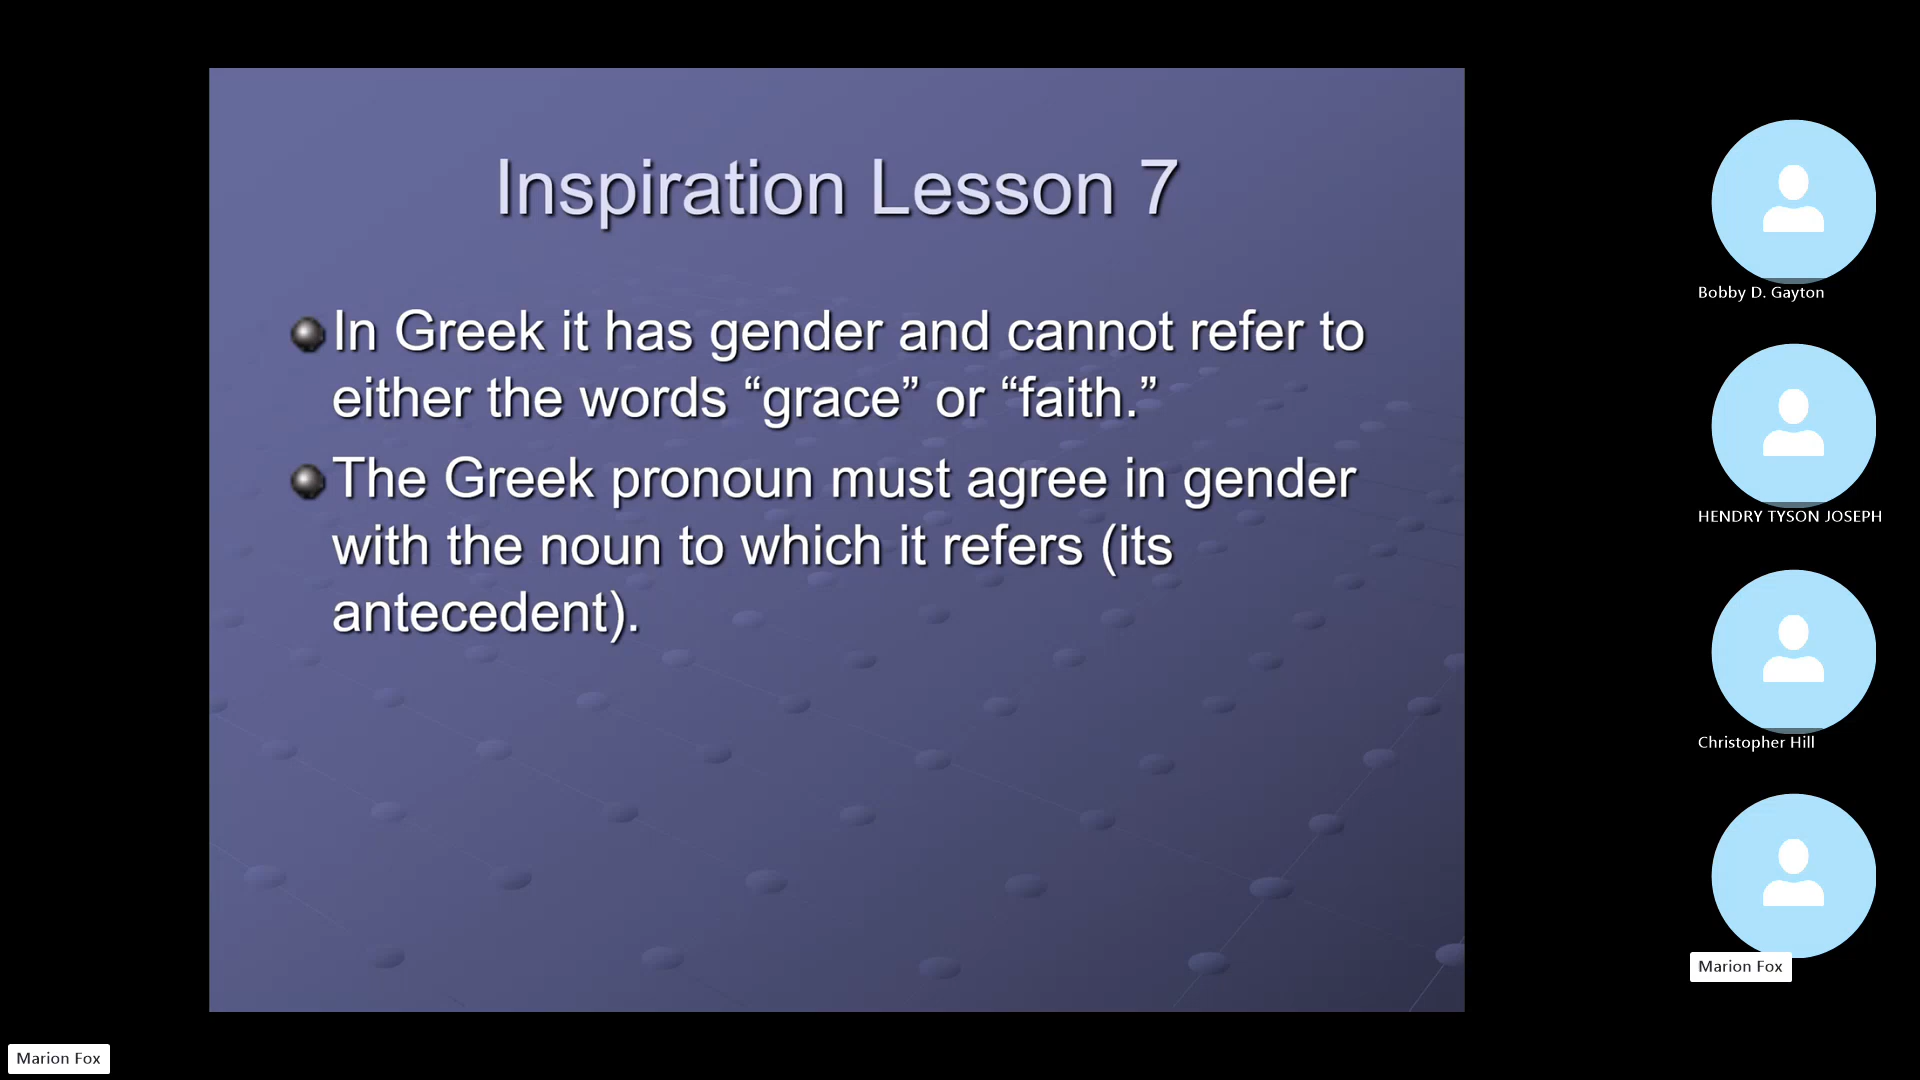 Inspiration Lesson 7
In Greek it has gender and cannot refer to
either the words “grace” or “faith.”
The Greek pronoun must agree in gender
with the noun to which it refers (its
antecedent).
Bobby D. Gayton
HENDRY TYSON JOSEPH
Christopher Hill
Marion Fox
Marion Fox